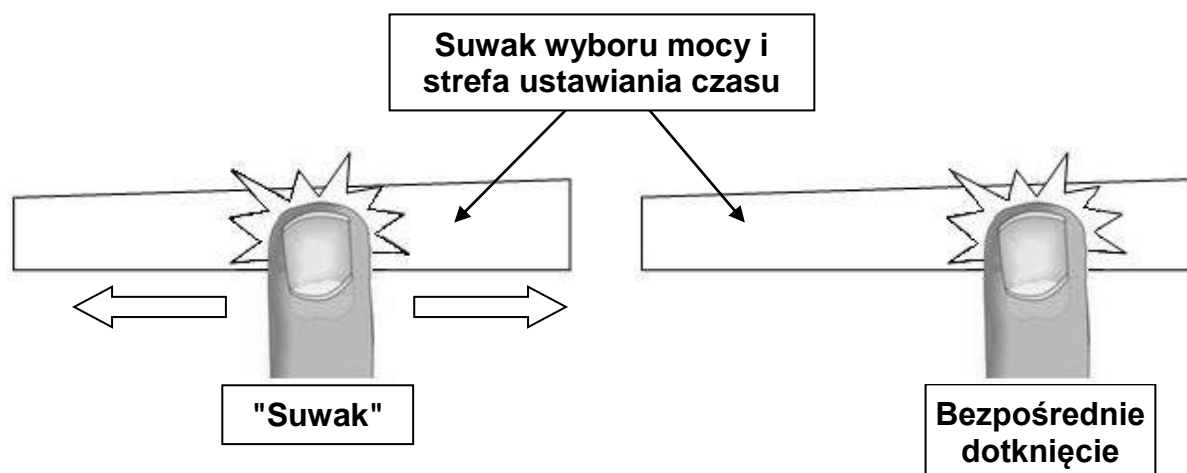 Suwak wyboru mocy i
strefa ustawiania czasu
"Suwak"
Bezpośrednie
dotknięcie